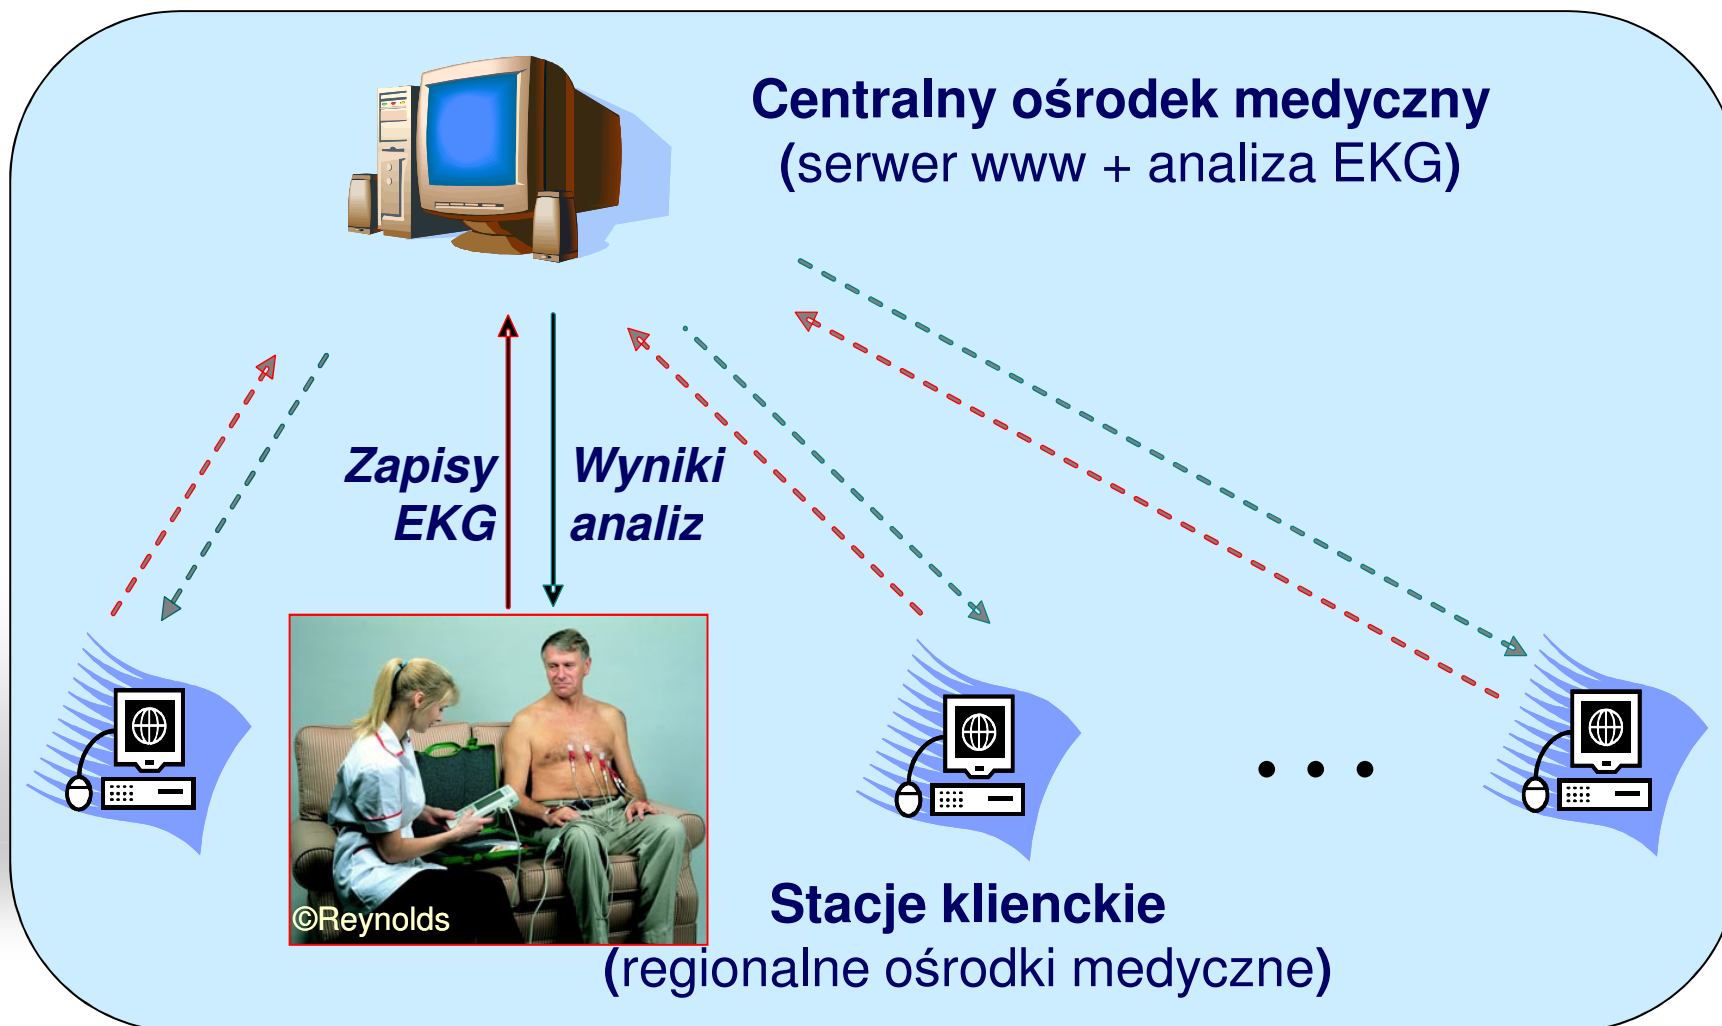 Centralny ośrodek medyczny
(serwer www + analiza EKG)
Zapisy
EKG
Wyniki
analiz
©Reynolds
Stacje klienckie
(regionalne ośrodki medyczne)